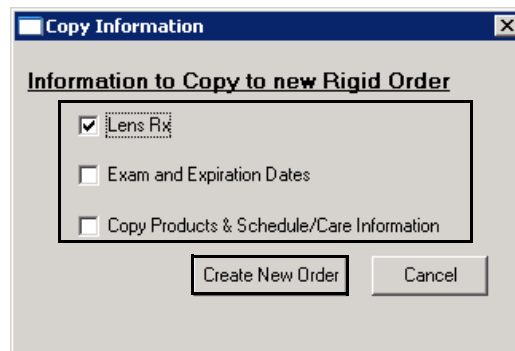 Copy Information
Information to Copy to new Rigid Order
Lens Rx
Exam and Expiration Dates
Copy Products & Schedule/Care Information
Create New Order Cancel